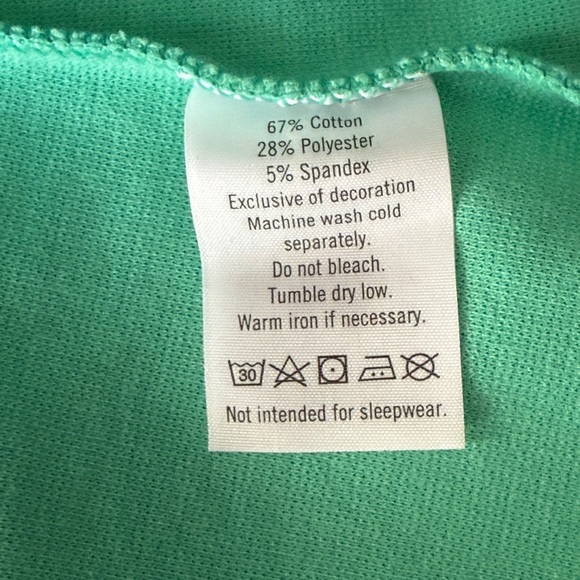 67% Cotton
28% Polyester
5% Spandex
Exclusive of decoration
Machine wash cold
separately.
Do not bleach.
Tumble dry low.
Warm iron if necessary.
30
Not intended for sleepwear.